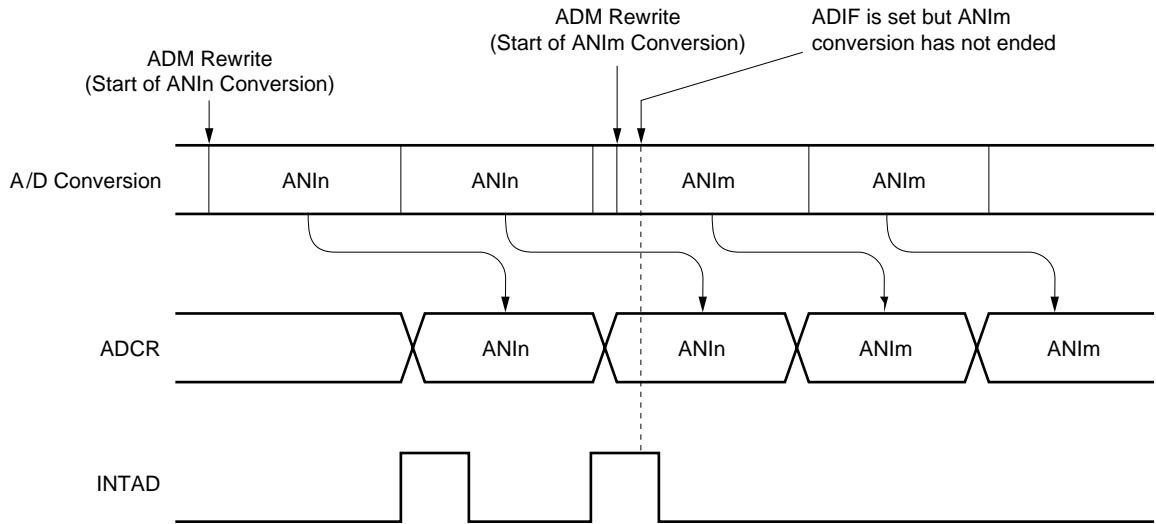 ADM Rewrite
(Start of ANIn Conversion)
ADM Rewrite
(Start of ANIm Conversion)
ADIF is set but ANIm
conversion has not ended
A/D Conversion
ANIn
ANIn
ANIm
ANIm
ADCR
ANIn
ANIn
ANIm
ANIm
INTAD